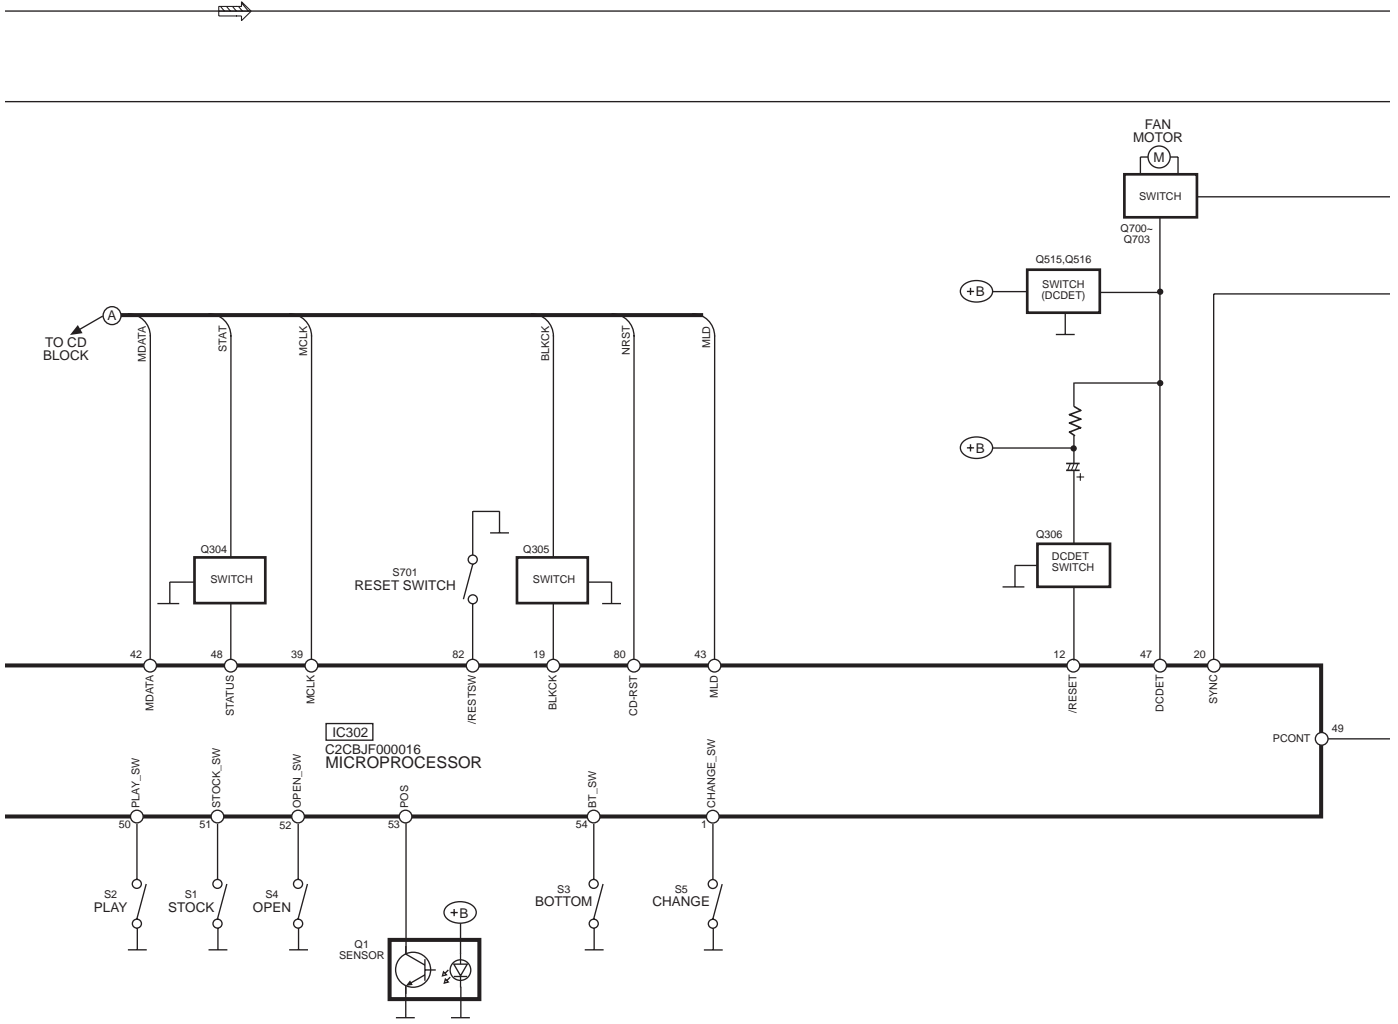 FAN
MOTOR
M
SWITCH
Q700~
Q703
Q515,Q516
+B
SWITCH
(DCDET)
A
TO CD
BLOCK
MDATA
STAT
MCLK
BLKCK
NRST
MLD
+B
+
Q304
SWITCH
S701
RESET SWITCH
Q305
SWITCH
Q306
DCDET
SWITCH
42
48
39
82
19
80
43
12
47
20
MDATA
STATUS
MCLK
/RESTSW
BLKCK
CD-RST
MLD
/RESET
DCDET
SYNC
PCONT
49
IC302
C2CBJF000016
MICROPROCESSOR
PLAY_SW
STOCK_SW
OPEN_SW
POS
BT_SW
CHANGE_SW
50
51
52
53
54
1
S2
PLAY
S1
STOCK
S4
OPEN
S3
BOTTOM
S5
CHANGE
+B
Q1
SENSOR